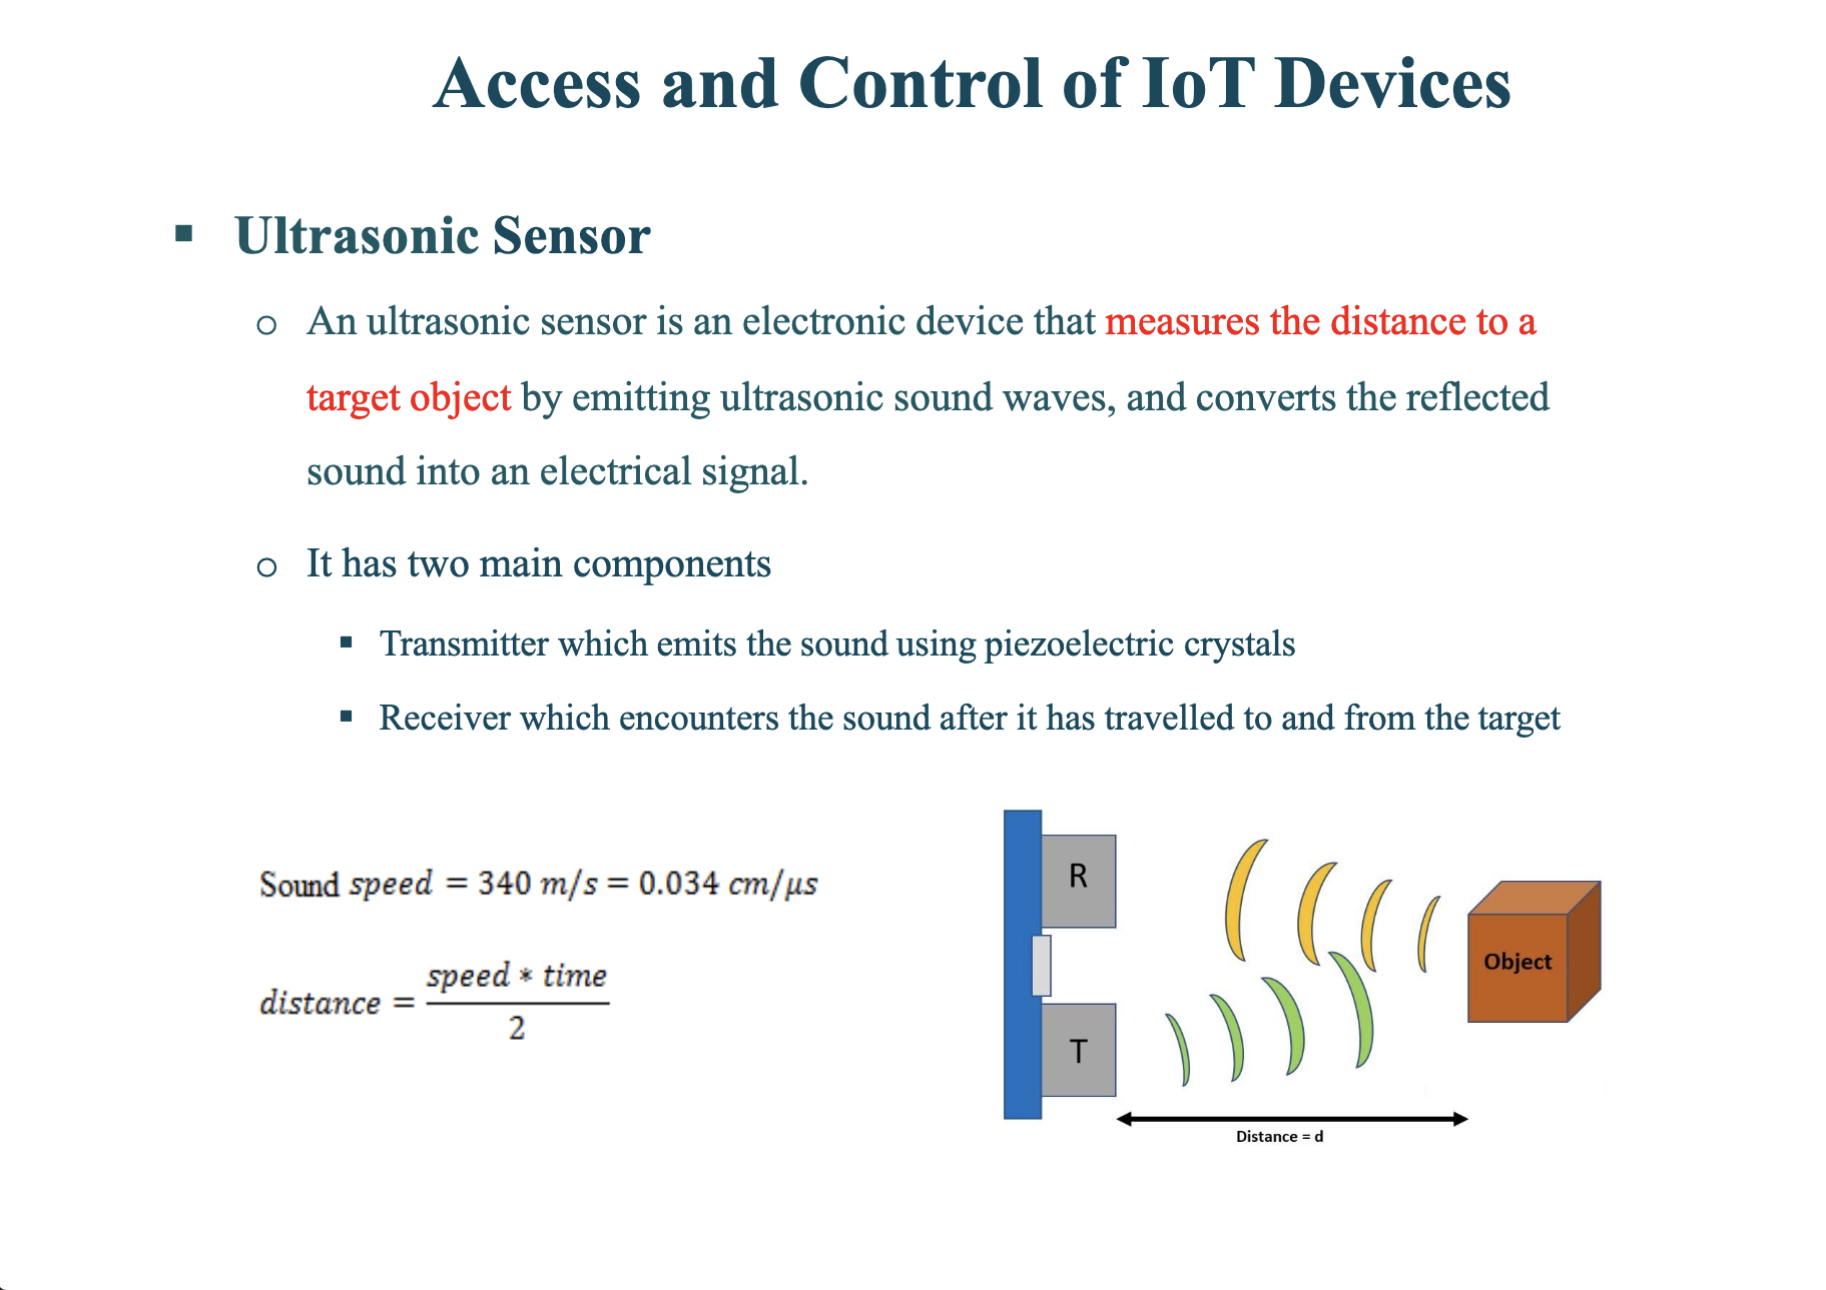 Access and Control of IoT Devices
▪ Ultrasonic Sensor
o An ultrasonic sensor is an electronic device that measures the distance to a
target object by emitting ultrasonic sound waves, and converts the reflected
sound into an electrical signal.
o It has two main components
▪ Transmitter which emits the sound using piezoelectric crystals
▪ Receiver which encounters the sound after it has travelled to and from the target
Sound speed = 340 m/s = 0.034 cm/μs
distance = speed * time / 2
R
Object
T
Distance = d